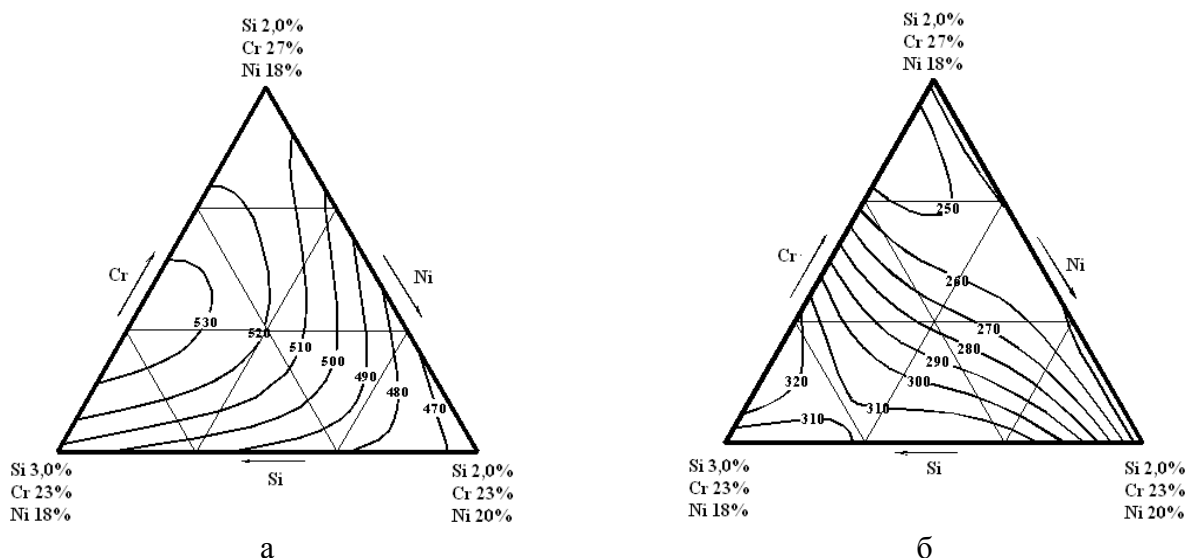 Si 2,0%
Cr 27%
Ni 18%
Cr
Ni
530
520
510
500
490
480
470
Si 3,0%
Cr 23%
Ni 18%
Si
Si 2,0%
Cr 23%
Ni 20%
а
Si 2,0%
Cr 27%
Ni 18%
250
Cr
Ni
260
270
280
290
300
320
310
310
Si 3,0%
Cr 23%
Ni 18%
Si
Si 2,0%
Cr 23%
Ni 20%
б